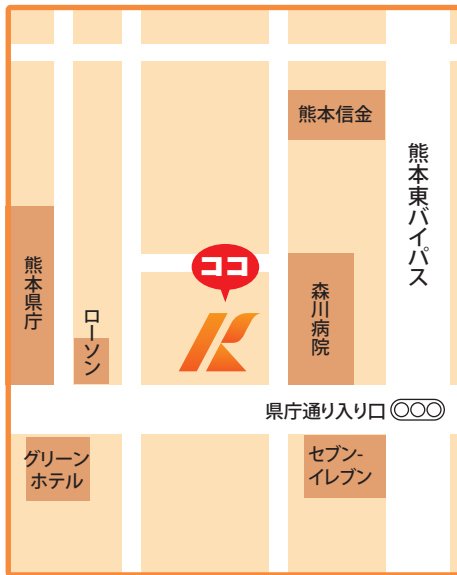 熊本信金
熊本東バイパス
熊本県庁
ココ
森川病院
ローソン
県庁通り入り口
グリーン
ホテル
セブン-
イレブン